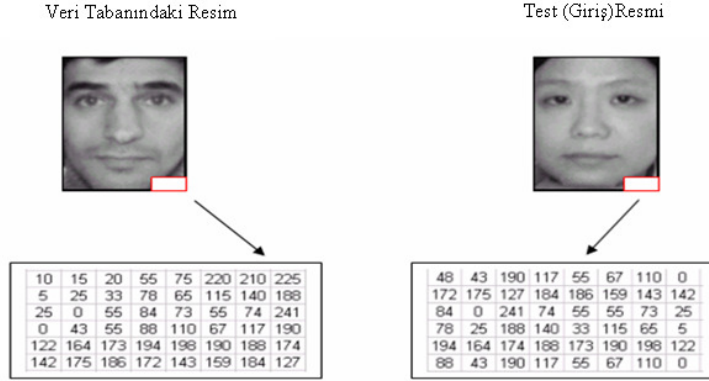 Veri Tabanındaki Resim
Test (Giriş)Resmi
10 15 20 55 75 220 210 225
5 25 33 78 65 115 140 188
25 0 55 84 73 55 74 241
0 43 55 88 110 67 117 190
122 164 173 194 198 190 188 174
142 175 186 172 143 159 184 127
48 43 190 117 55 67 110 0
172 175 127 184 186 159 143 142
84 0 241 74 55 55 73 25
78 25 188 140 33 115 65 5
194 164 174 188 173 190 198 122
88 43 190 117 55 67 110 0